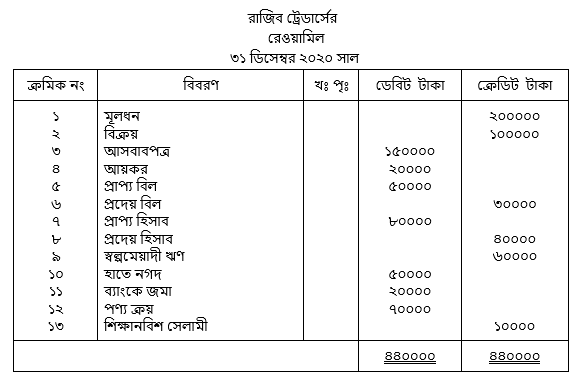 রাজিব ট্রেডার্সের
রেওয়ামিল
৩১ ডিসেম্বর ২০২০ সাল
ক্রমিক নং বিবরণ খঃ পৃঃ ডেবিট টাকা ক্রেডিট টাকা
১ মূলধন ২০০০০০
২ বিক্রয় ১০০০০০
৩ আসবাবপত্র ১৫০০০০
৪ আয়কর ২০০০০
৫ প্রাপ্য বিল ৫০০০০
৬ প্রদেয় বিল ৩০০০০
৭ প্রাপ্য হিসাব ৮০০০০
৮ প্রদেয় হিসাব ৪০০০০
৯ স্বল্পমেয়াদী ঋণ ৬০০০০
১০ হাতে নগদ ৫০০০০
১১ ব্যাংকে জমা ২০০০০
১২ পণ্য ক্রয় ৭০০০০
১৩ শিক্ষানবিশ সেলামী ১০০০০
৪৪০০০০ ৪৪০০০০